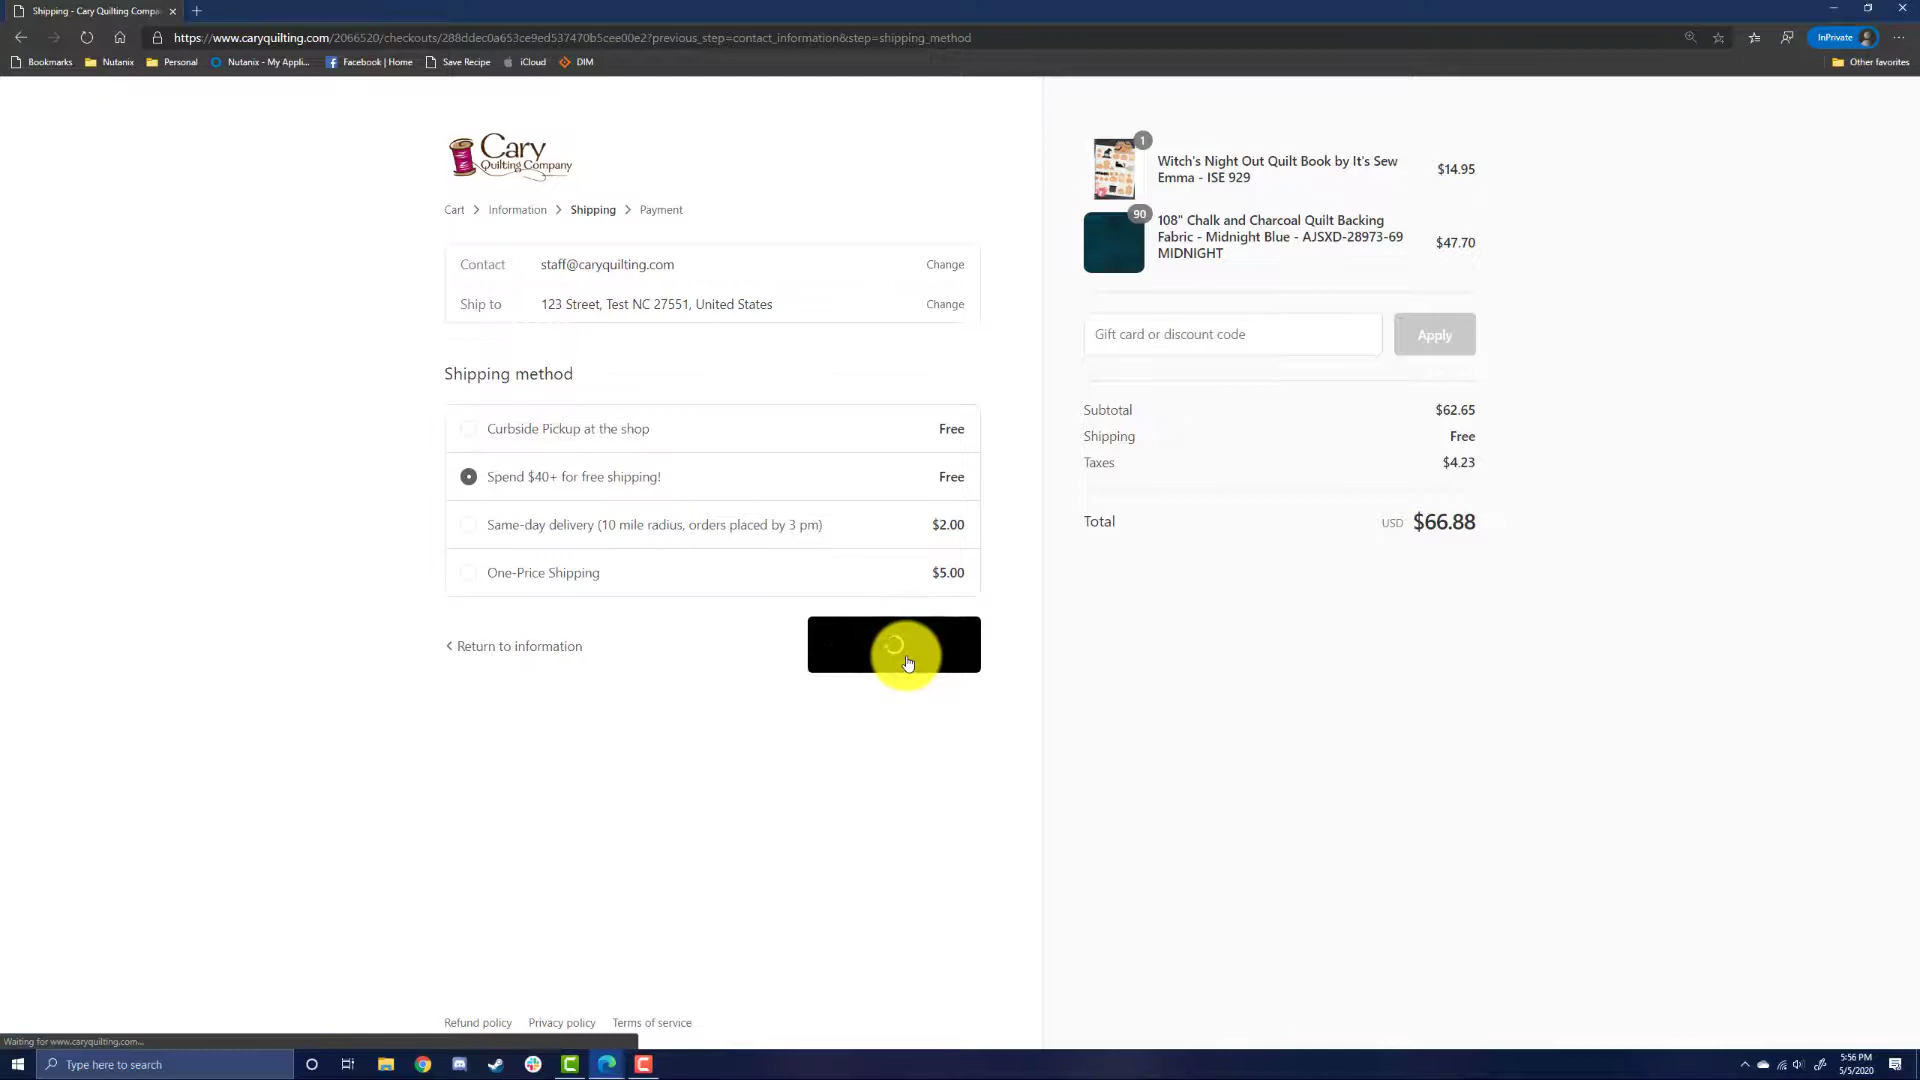 Shipping - Cary Quilting Compa
https://www.caryquilting.com/2066520/checkouts/288ddec0a653ce9ed537470b5cee00e2?previous_step=contact_information&step=shipping_method
InPrivate
Bookmarks Nutanix Personal Nutanix - My Appli... Facebook | Home Save Recipe iCloud DIM Other favorites
Cary
Quilting Company
Cart > Information > Shipping > Payment
Contact staff@caryquilting.com Change
Ship to 123 Street, Test NC 27551, United States Change
Shipping method
Curbside Pickup at the shop Free
Spend $40+ for free shipping! Free
Same-day delivery (10 mile radius, orders placed by 3 pm) $2.00
One-Price Shipping $5.00
< Return to information
Refund policy Privacy policy Terms of service
1
Witch's Night Out Quilt Book by It's Sew
Emma - ISE 929
$14.95
90
108" Chalk and Charcoal Quilt Backing
Fabric - Midnight Blue - AJSXD-28973-69
MIDNIGHT
$47.70
Gift card or discount code Apply
Subtotal $62.65
Shipping Free
Taxes $4.23
Total USD $66.88
Waiting for www.caryquilting.com...
Type here to search
5:56 PM
5/5/2020